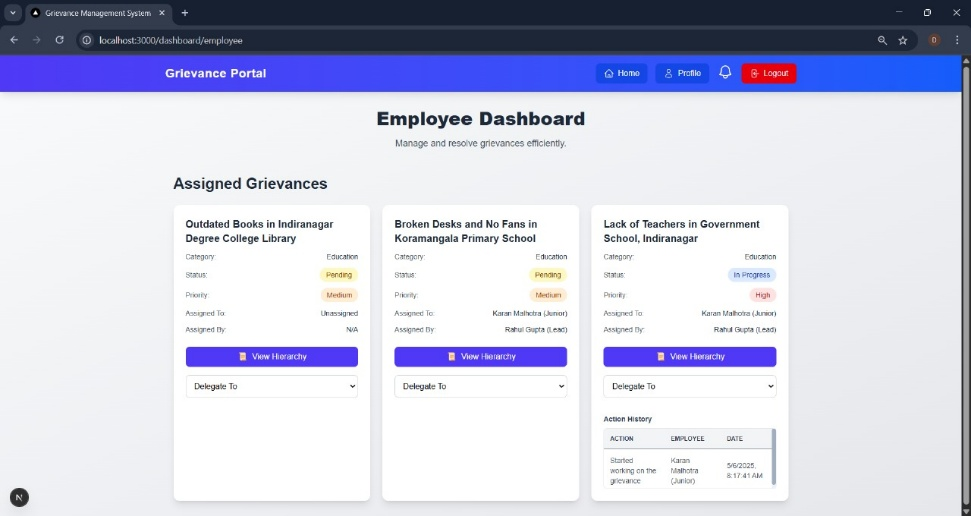 Grievance Management System
localhost:3000/dashboard/employee
D
Grievance Portal
Home
Profile
Logout
Employee Dashboard
Manage and resolve grievances efficiently.
Assigned Grievances
Outdated Books in Indiranagar
Degree College Library
Category: Education
Status: Pending
Priority: Medium
Assigned To: Unassigned
Assigned By: N/A
View Hierarchy
Delegate To
Broken Desks and No Fans in
Koramangala Primary School
Category: Education
Status: Pending
Priority: Medium
Assigned To: Karan Malhotra (Junior)
Assigned By: Rahul Gupta (Lead)
View Hierarchy
Delegate To
Lack of Teachers in Government
School, Indiranagar
Category: Education
Status: In Progress
Priority: High
Assigned To: Karan Malhotra (Junior)
Assigned By: Rahul Gupta (Lead)
View Hierarchy
Delegate To
Action History
ACTION EMPLOYEE DATE
Started working on the grievance
Karan Malhotra (Junior)
5/6/2025, 8:17:41 AM
N